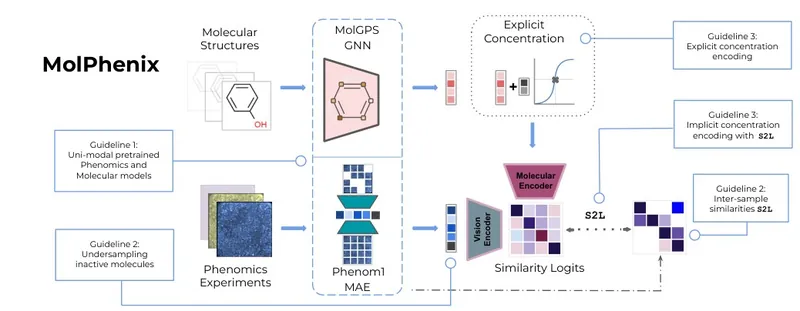 MolPhenix
Molecular
Structures
OH
MolGPS
GNN
Explicit
Concentration
+
Guideline 3:
Explicit concentration
encoding
Guideline 1:
Uni-modal pretrained
Phenomics and
Molecular models
Guideline 3:
Implicit concentration
encoding with S2L
Molecular
Encoder
Vision
Encoder
S2L
Guideline 2:
Inter-sample
similarities S2L
Guideline 2:
Undersampling
inactive molecules
Phenomics
Experiments
Phenom1
MAE
Similarity Logits